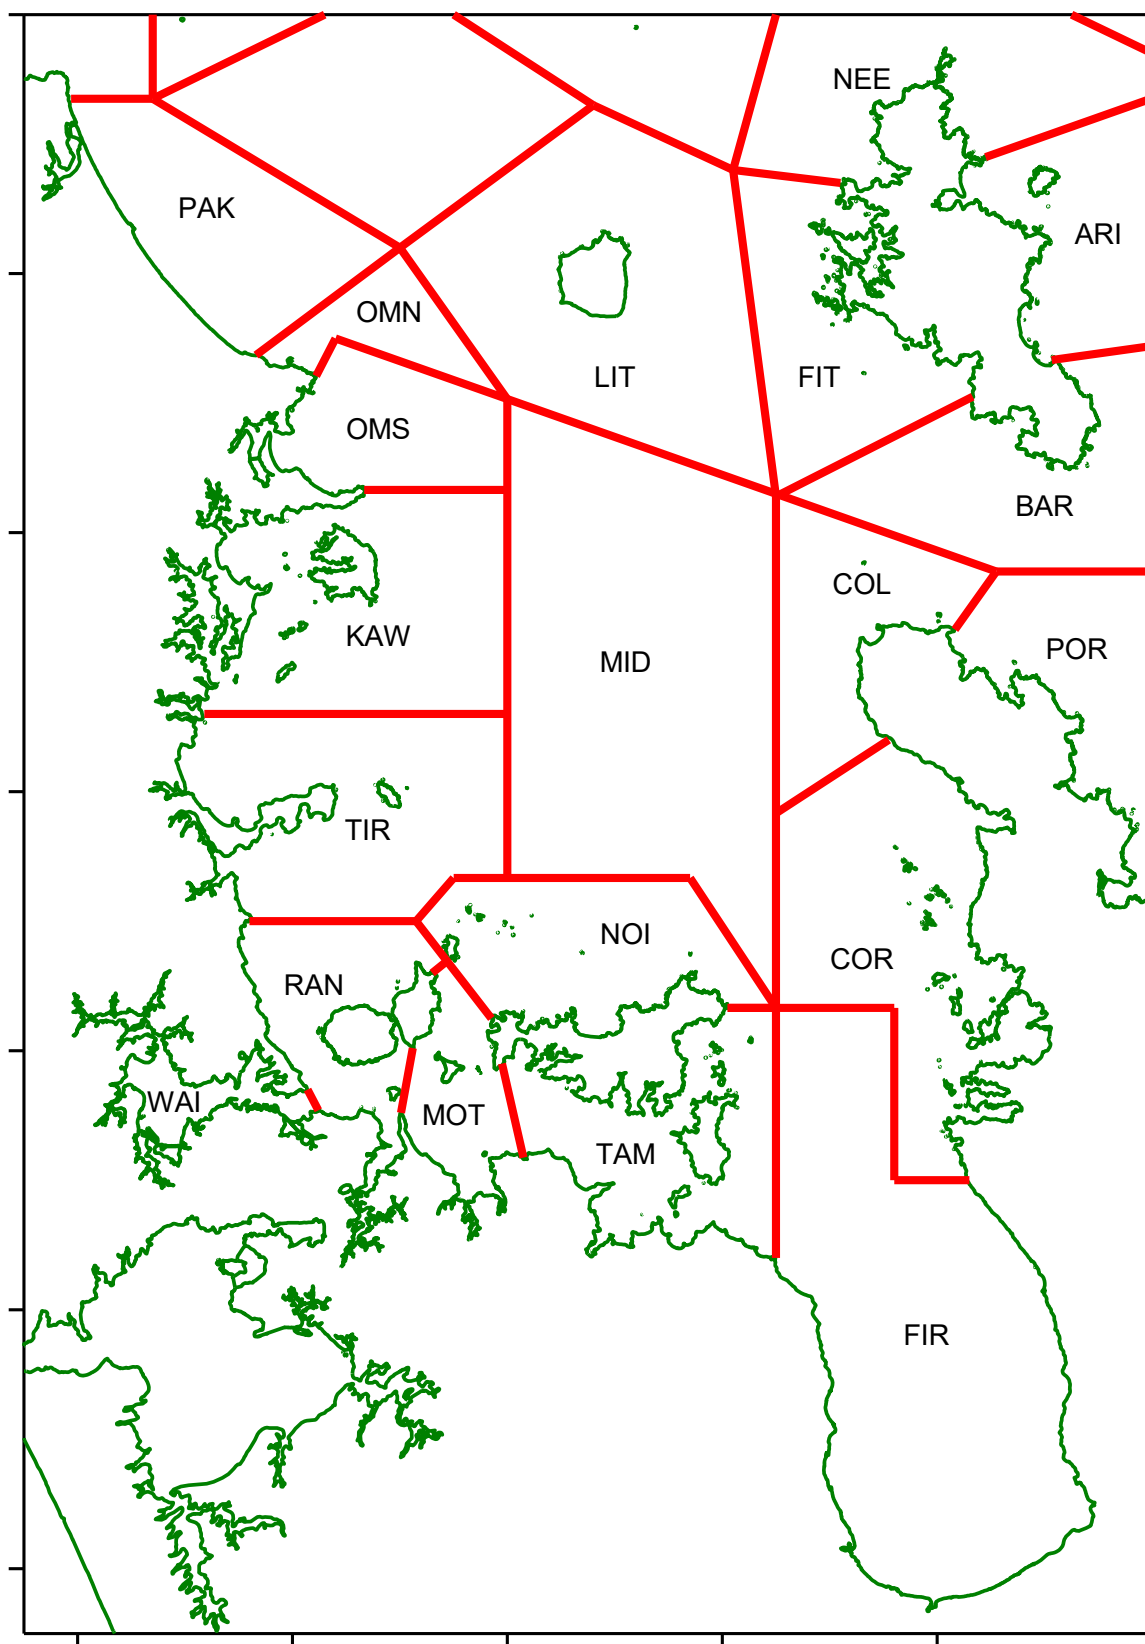 NEE
PAK
ARI
OMN
LIT
FIT
OMS
BAR
COL
KAW
POR
MID
TIR
NOI
COR
RAN
WAI
MOT
TAM
FIR